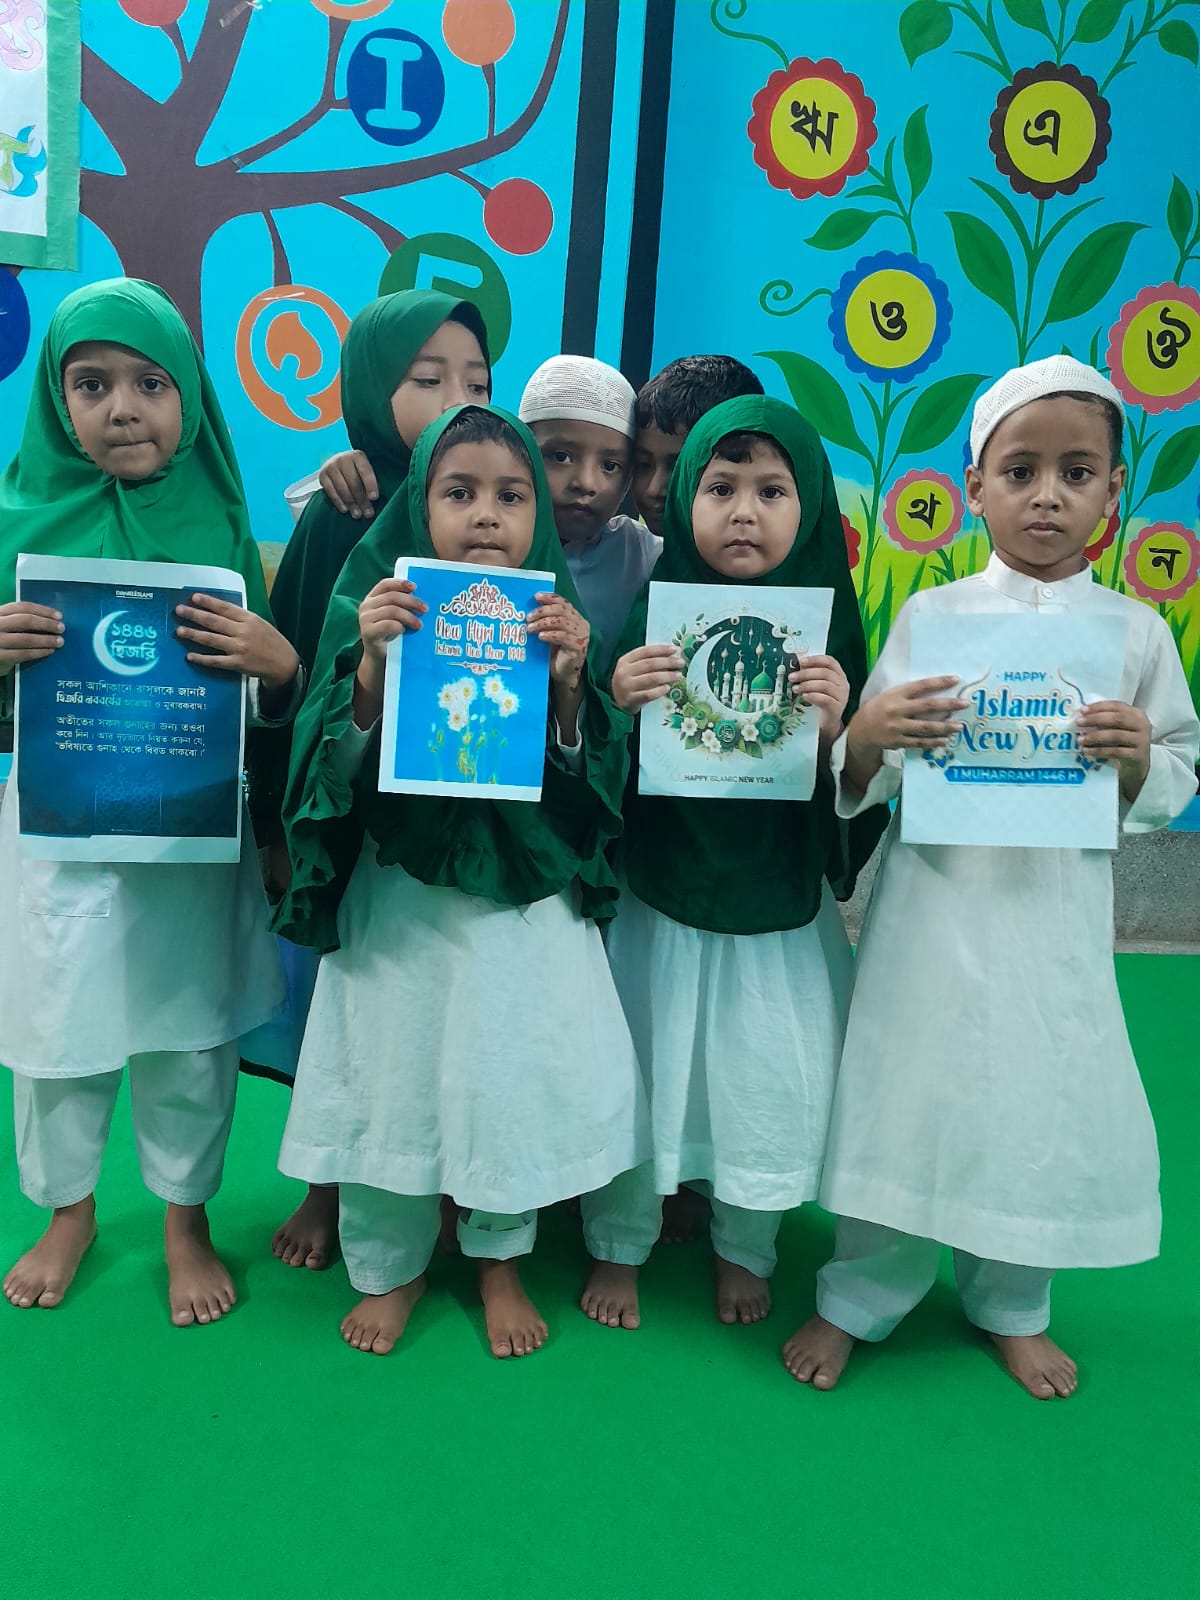 I
Q
ঋ
এ
ও
ঔ
থ
ন
১৪৪৬
হিজরি
সকল আশিকানে রাসূলকে জানাই
হিজরি নববর্ষের শুভেচ্ছা ও মুবারকবাদ!
অতীতের সকল গুনাহের জন্য তওবা
করে নিন। আর দৃঢ়ভাবে নিয়ত করুন যে,
"ভবিষ্যতে গুনাহ থেকে বিরত থাকবো।"
New Hijri 1446
Islamic New Year 1446
HAPPY ISLAMIC NEW YEAR
HAPPY
Islamic
New Year
1 MUHARRAM 1446 H